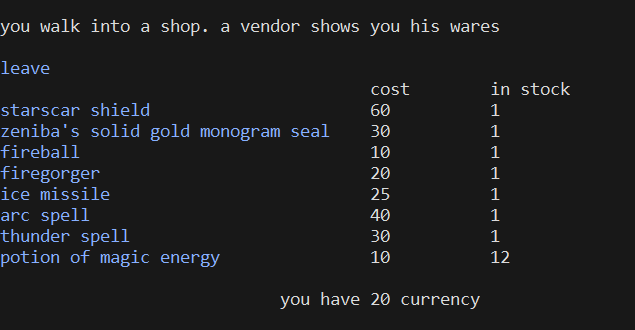 you walk into a shop. a vendor shows you his wares
leave
cost in stock
starscar shield 60 1
zeniba's solid gold monogram seal 30 1
fireball 10 1
firegorger 20 1
ice missile 25 1
arc spell 40 1
thunder spell 30 1
potion of magic energy 10 12
you have 20 currency